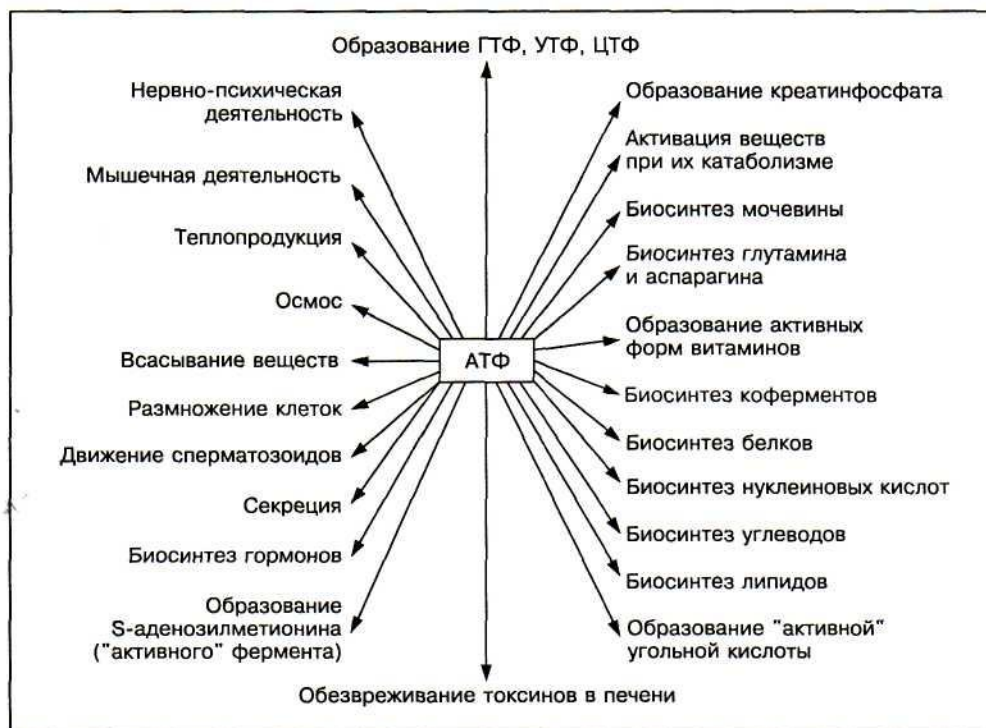 Образование ГТФ, УТФ, ЦТФ
Нервно-психическая
деятельность
Мышечная деятельность
Теплопродукция
Осмос
Всасывание веществ
Размножение клеток
Движение сперматозоидов
Секреция
Биосинтез гормонов
Образование
S-аденозилметионина
("активного" фермента)
АТФ
Образование креатинфосфата
Активация веществ
при их катаболизме
Биосинтез мочевины
Биосинтез глутамина
и аспарагина
Образование активных
форм витаминов
Биосинтез коферментов
Биосинтез белков
Биосинтез нуклеиновых кислот
Биосинтез углеводов
Биосинтез липидов
Образование "активной"
угольной кислоты
Обезвреживание токсинов в печени